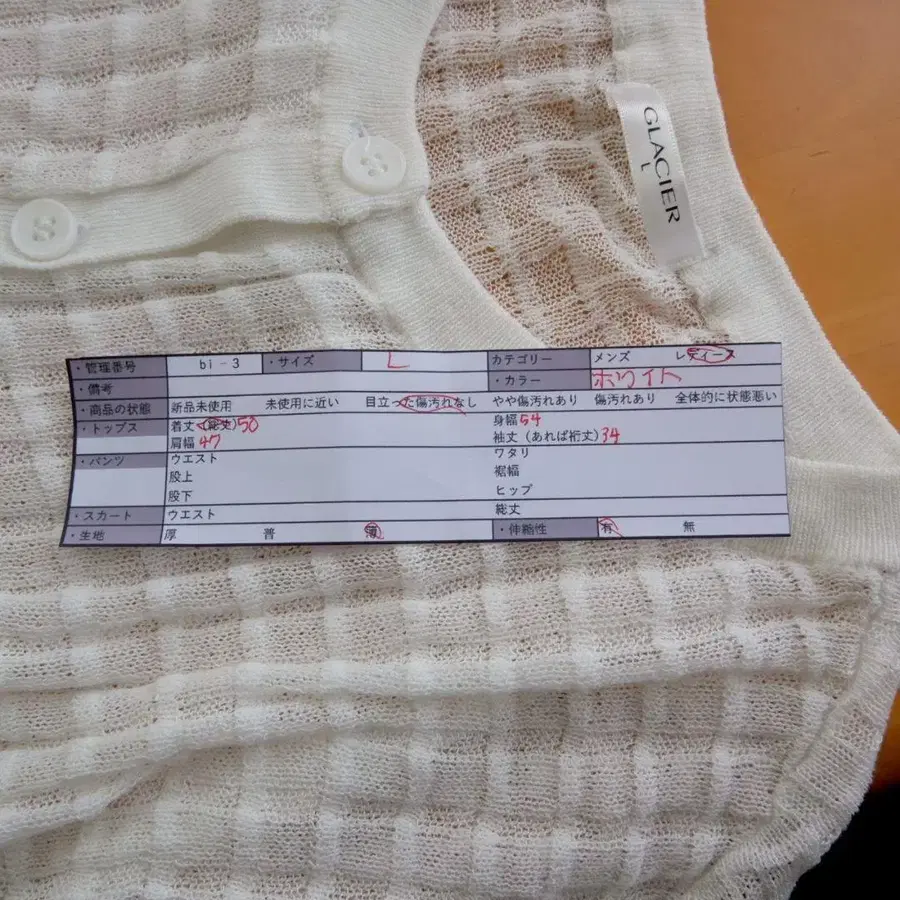 GLACIER
L
・管理番号 bi-3 ・サイズ L カテゴリー メンズ レディース
・備考 ・カラー ホワイト
・商品の状態 新品未使用 未使用に近い 目立った傷汚れなし やや傷汚れあり 傷汚れあり 全体的に状態悪い
・トップス 着丈(総丈)50 身幅54
肩幅47 袖丈(あれば裄丈)34
・パンツ ウエスト ワタリ
股上 裾幅
股下 ヒップ
・スカート ウエスト 総丈
・生地 厚 普 薄 ・伸縮性 有 無